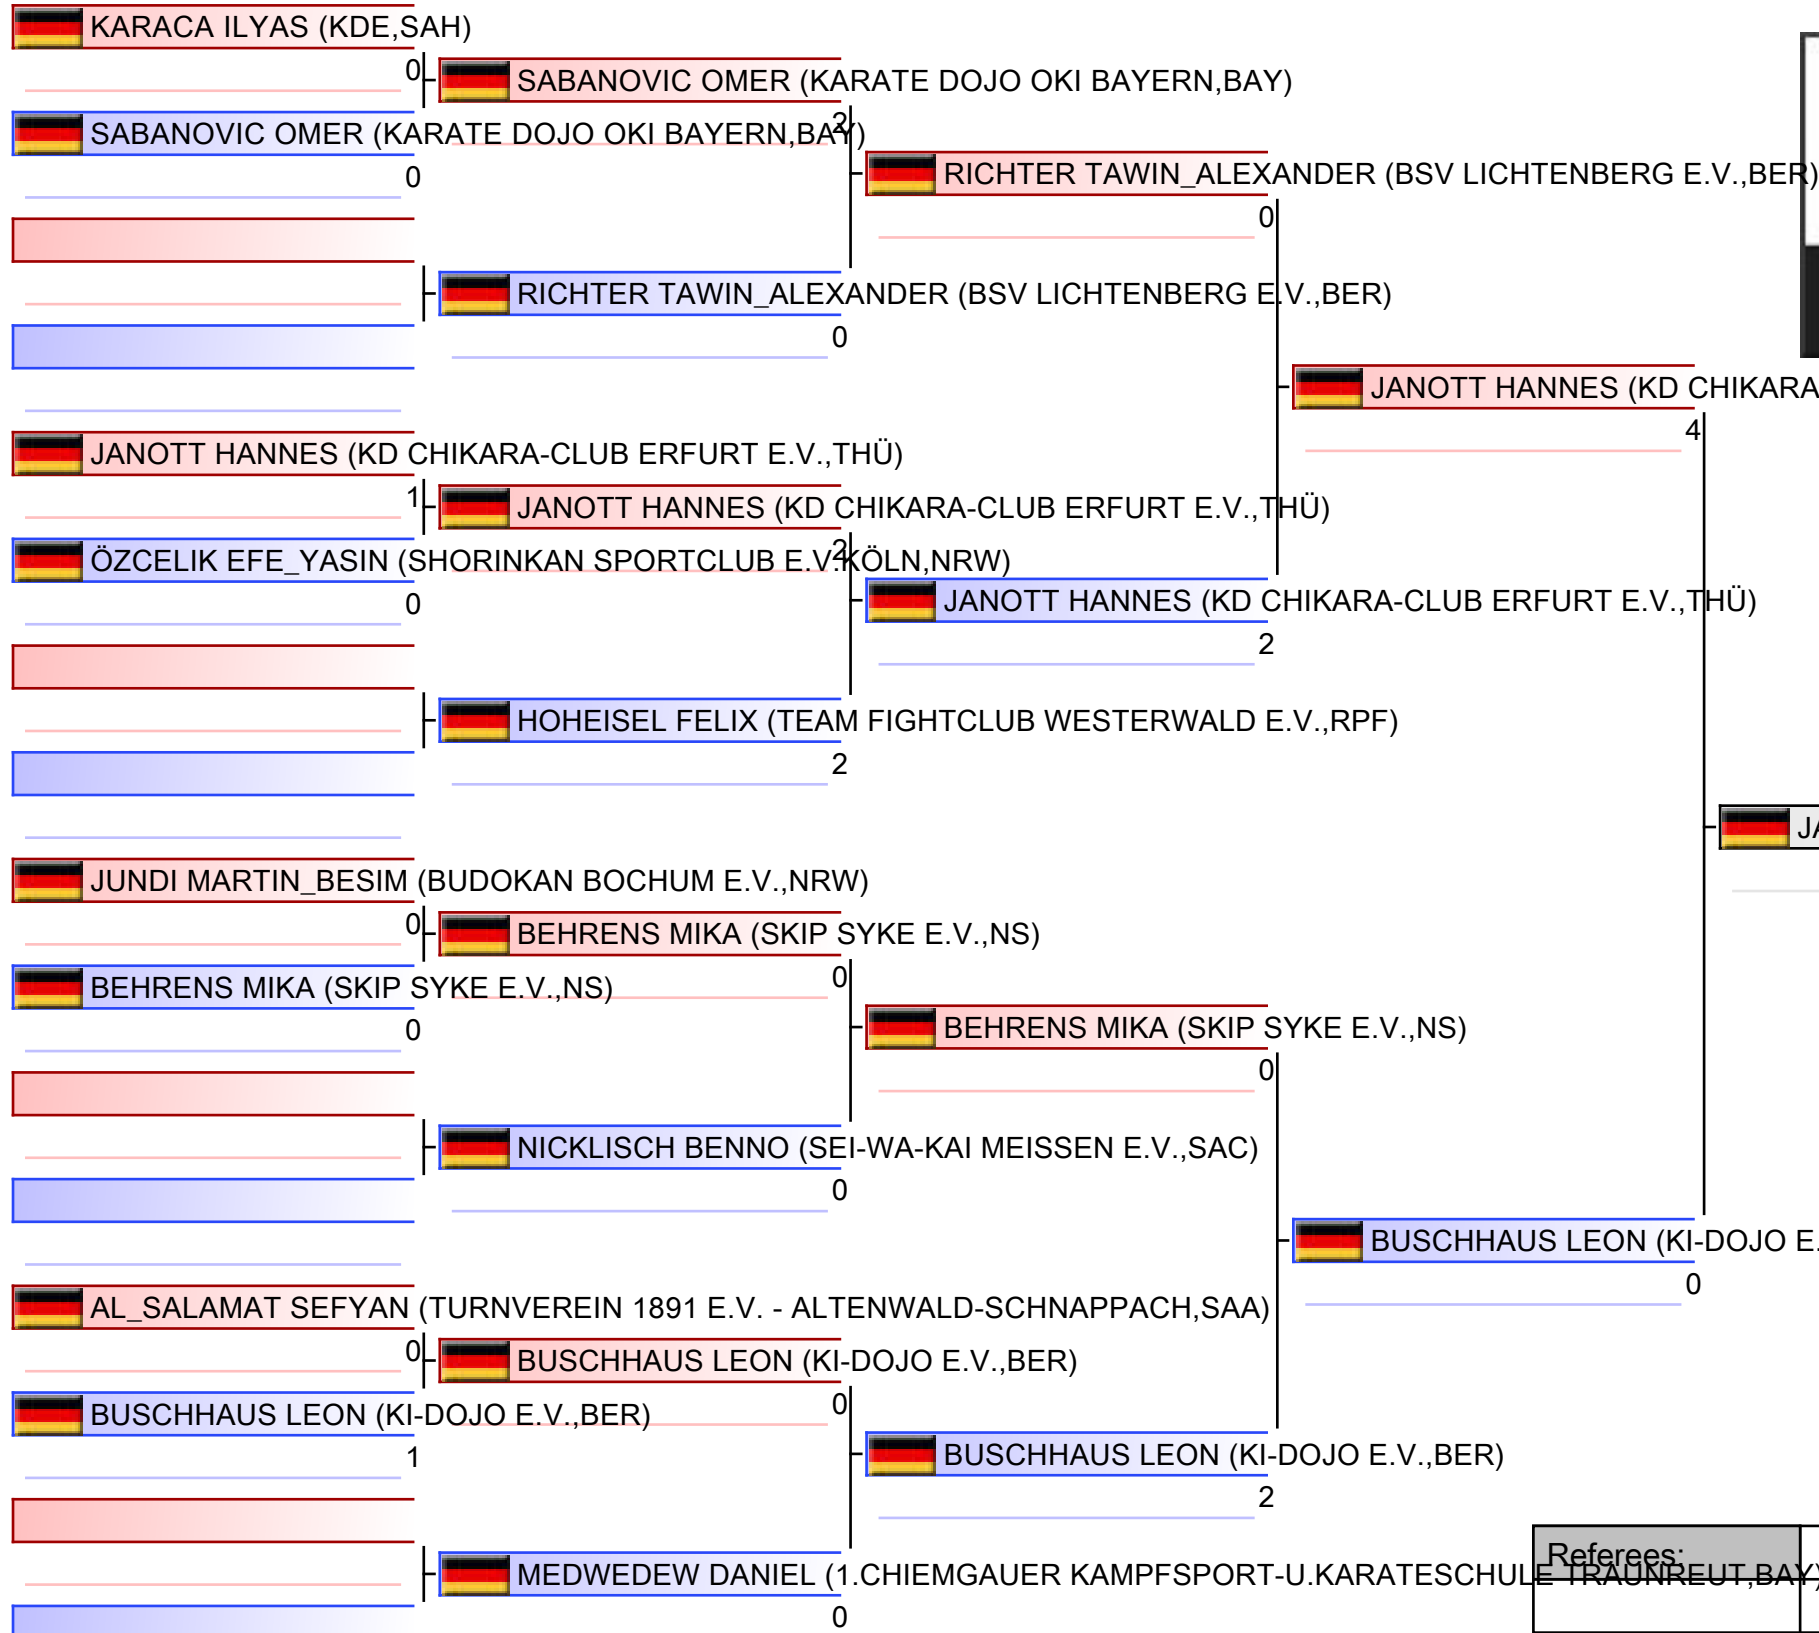 KARACA ILYAS (KDE,SAH)
0
SABANOVIC OMER (KARATE DOJO OKI BAYERN,BAY)
SABANOVIC OMER (KARATE DOJO OKI BAYERN,BAY)
2
RICHTER TAWIN_ALEXANDER (BSV LICHTENBERG E.V.,BER)
0
0
RICHTER TAWIN_ALEXANDER (BSV LICHTENBERG E.V.,BER)
0
JANOTT HANNES (KD CHIKARA
4
JANOTT HANNES (KD CHIKARA-CLUB ERFURT E.V.,THÜ)
1
JANOTT HANNES (KD CHIKARA-CLUB ERFURT E.V.,THÜ)
ÖZCELIK EFE_YASIN (SHORINKAN SPORTCLUB E.V.KÖLN,NRW)
2
0
JANOTT HANNES (KD CHIKARA-CLUB ERFURT E.V.,THÜ)
2
HOHEISEL FELIX (TEAM FIGHTCLUB WESTERWALD E.V.,RPF)
2
JA
JUNDI MARTIN_BESIM (BUDOKAN BOCHUM E.V.,NRW)
0
BEHRENS MIKA (SKIP SYKE E.V.,NS)
BEHRENS MIKA (SKIP SYKE E.V.,NS)
0
0
BEHRENS MIKA (SKIP SYKE E.V.,NS)
0
NICKLISCH BENNO (SEI-WA-KAI MEISSEN E.V.,SAC)
0
BUSCHHAUS LEON (KI-DOJO E.
0
AL_SALAMAT SEFYAN (TURNVEREIN 1891 E.V. - ALTENWALD-SCHNAPPACH,SAA)
0
BUSCHHAUS LEON (KI-DOJO E.V.,BER)
BUSCHHAUS LEON (KI-DOJO E.V.,BER)
0
1
BUSCHHAUS LEON (KI-DOJO E.V.,BER)
2
Referees:
MEDWEDEW DANIEL (1.CHIEMGAUER KAMPFSPORT-U.KARATESCHULE TRAUNREUT,BAY)
0